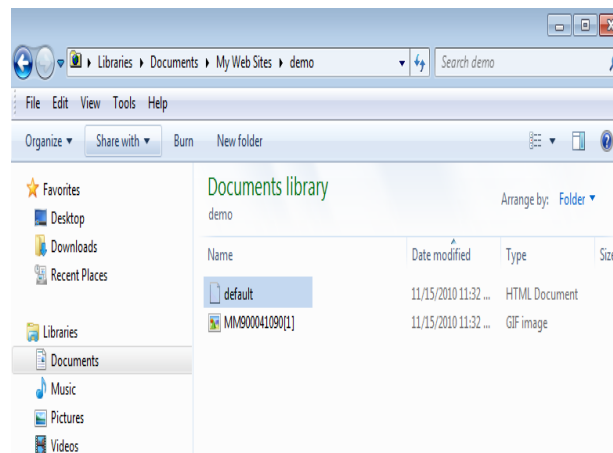 Libraries Documents My Web Sites demo Search demo
File Edit View Tools Help
Organize Share with Burn New folder
Favorites
Desktop
Downloads
Recent Places
Libraries
Documents
Music
Pictures
Videos
Documents library
demo
Arrange by: Folder
Name Date modified Type Size
default 11/15/2010 11:32 ... HTML Document
MM900041090[1] 11/15/2010 11:32 ... GIF image